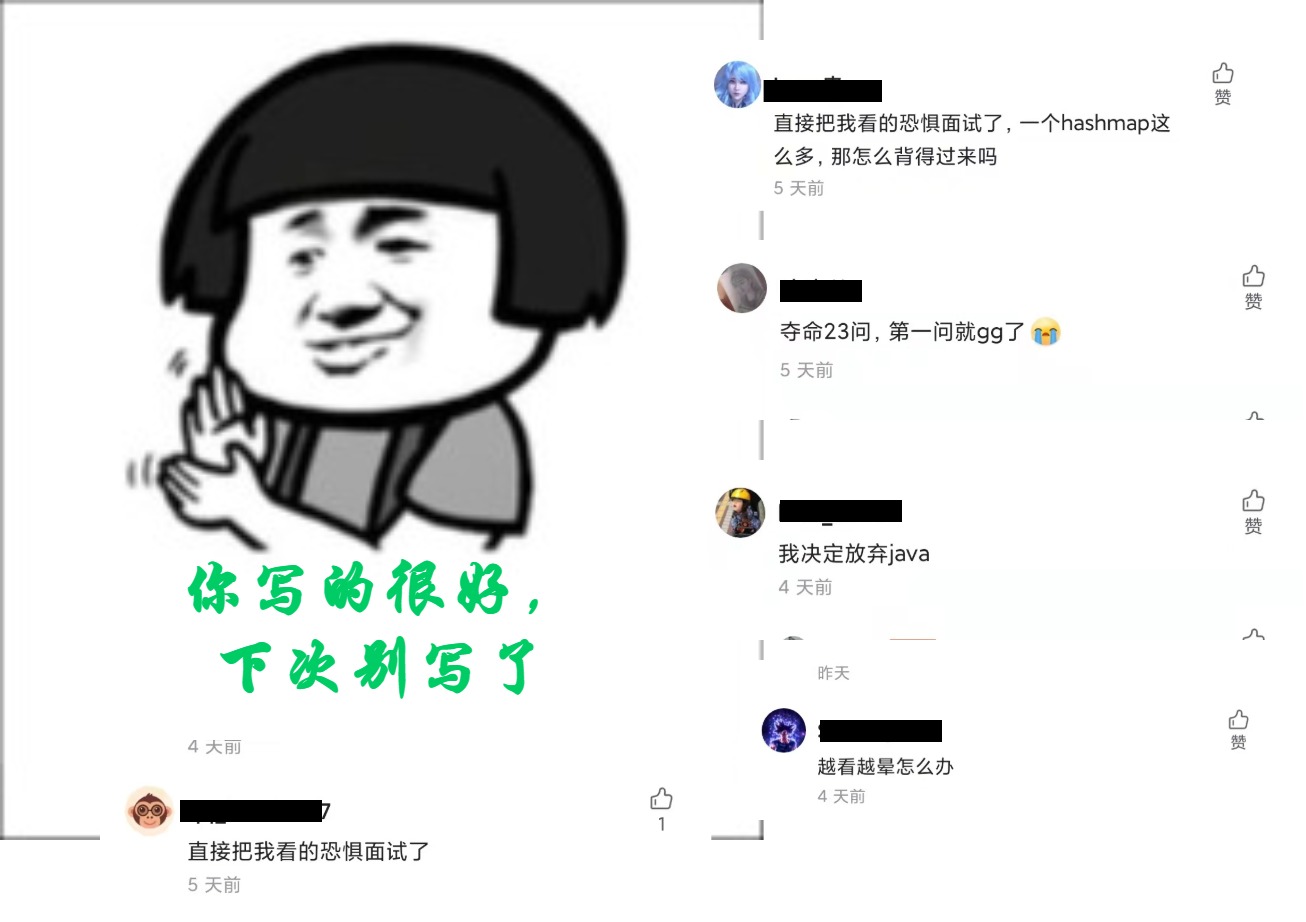 你写的很好，
下次别写了
4 天前
7
1
直接把我看的恐惧面试了
5 天前
赞
直接把我看的恐惧面试了，一个hashmap这
么多，那怎么背得过来吗
5 天前
赞
夺命23问，第一问就gg了😭
5 天前
赞
我决定放弃java
4 天前
昨天
赞
越看越晕怎么办
4 天前